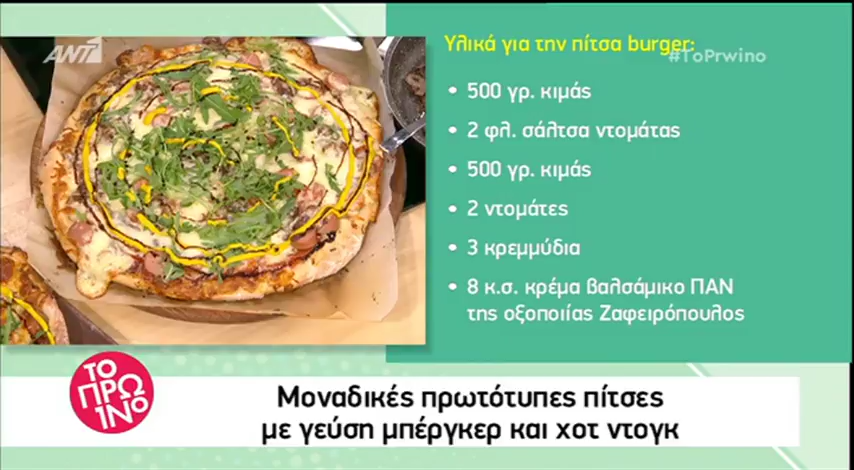 ANT1
Υλικά για την πίτσα burger:
#ToPrwino
• 500 γρ. κιμάς
• 2 φλ. σάλτσα ντομάτας
• 500 γρ. κιμάς
• 2 ντομάτες
• 3 κρεμμύδια
• 8 κ.σ. κρέμα βαλσάμικο ΠΑΝ
της οξοποιίας Ζαφειρόπουλος
ΤΟ
ΠΡΩ
ΙΝΟ
Μοναδικές πρωτότυπες πίτσες
με γεύση μπέργκερ και χοτ ντογκ